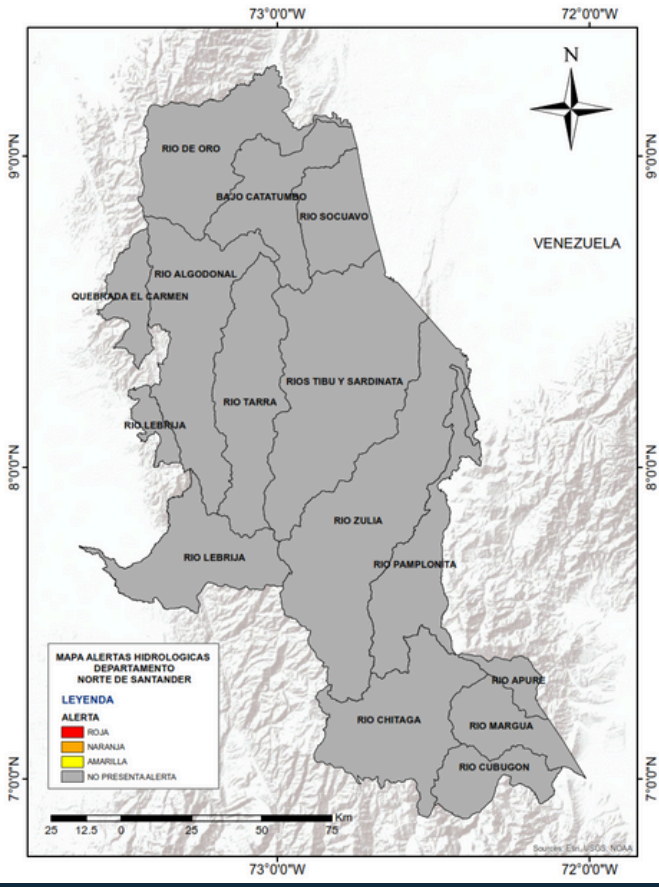 73°0'0"W
72°0'0"W
N
9°0'0"N
9°0'0"N
RIO DE ORO
BAJO CATATUMBO
RIO SOCUAVO
VENEZUELA
RIO ALGODONAL
QUEBRADA EL CARMEN
RIOS TIBU Y SARDINATA
RIO TARRA
RIO LEBRIJA
8°0'0"N
8°0'0"N
RIO ZULIA
RIO LEBRIJA
RIO PAMPLONITA
RIO APURE
RIO CHITAGA
RIO MARGUA
RIO CUBUGON
7°0'0"N
7°0'0"N
MAPA ALERTAS HIDROLOGICAS
DEPARTAMENTO
NORTE DE SANTANDER
LEYENDA
ALERTA
ROJA
NARANJA
AMARILLA
NO PRESENTA ALERTA
Km
25 12.5 0 25 50 75
Sources: Esri, USGS, NOAA
73°0'0"W
72°0'0"W